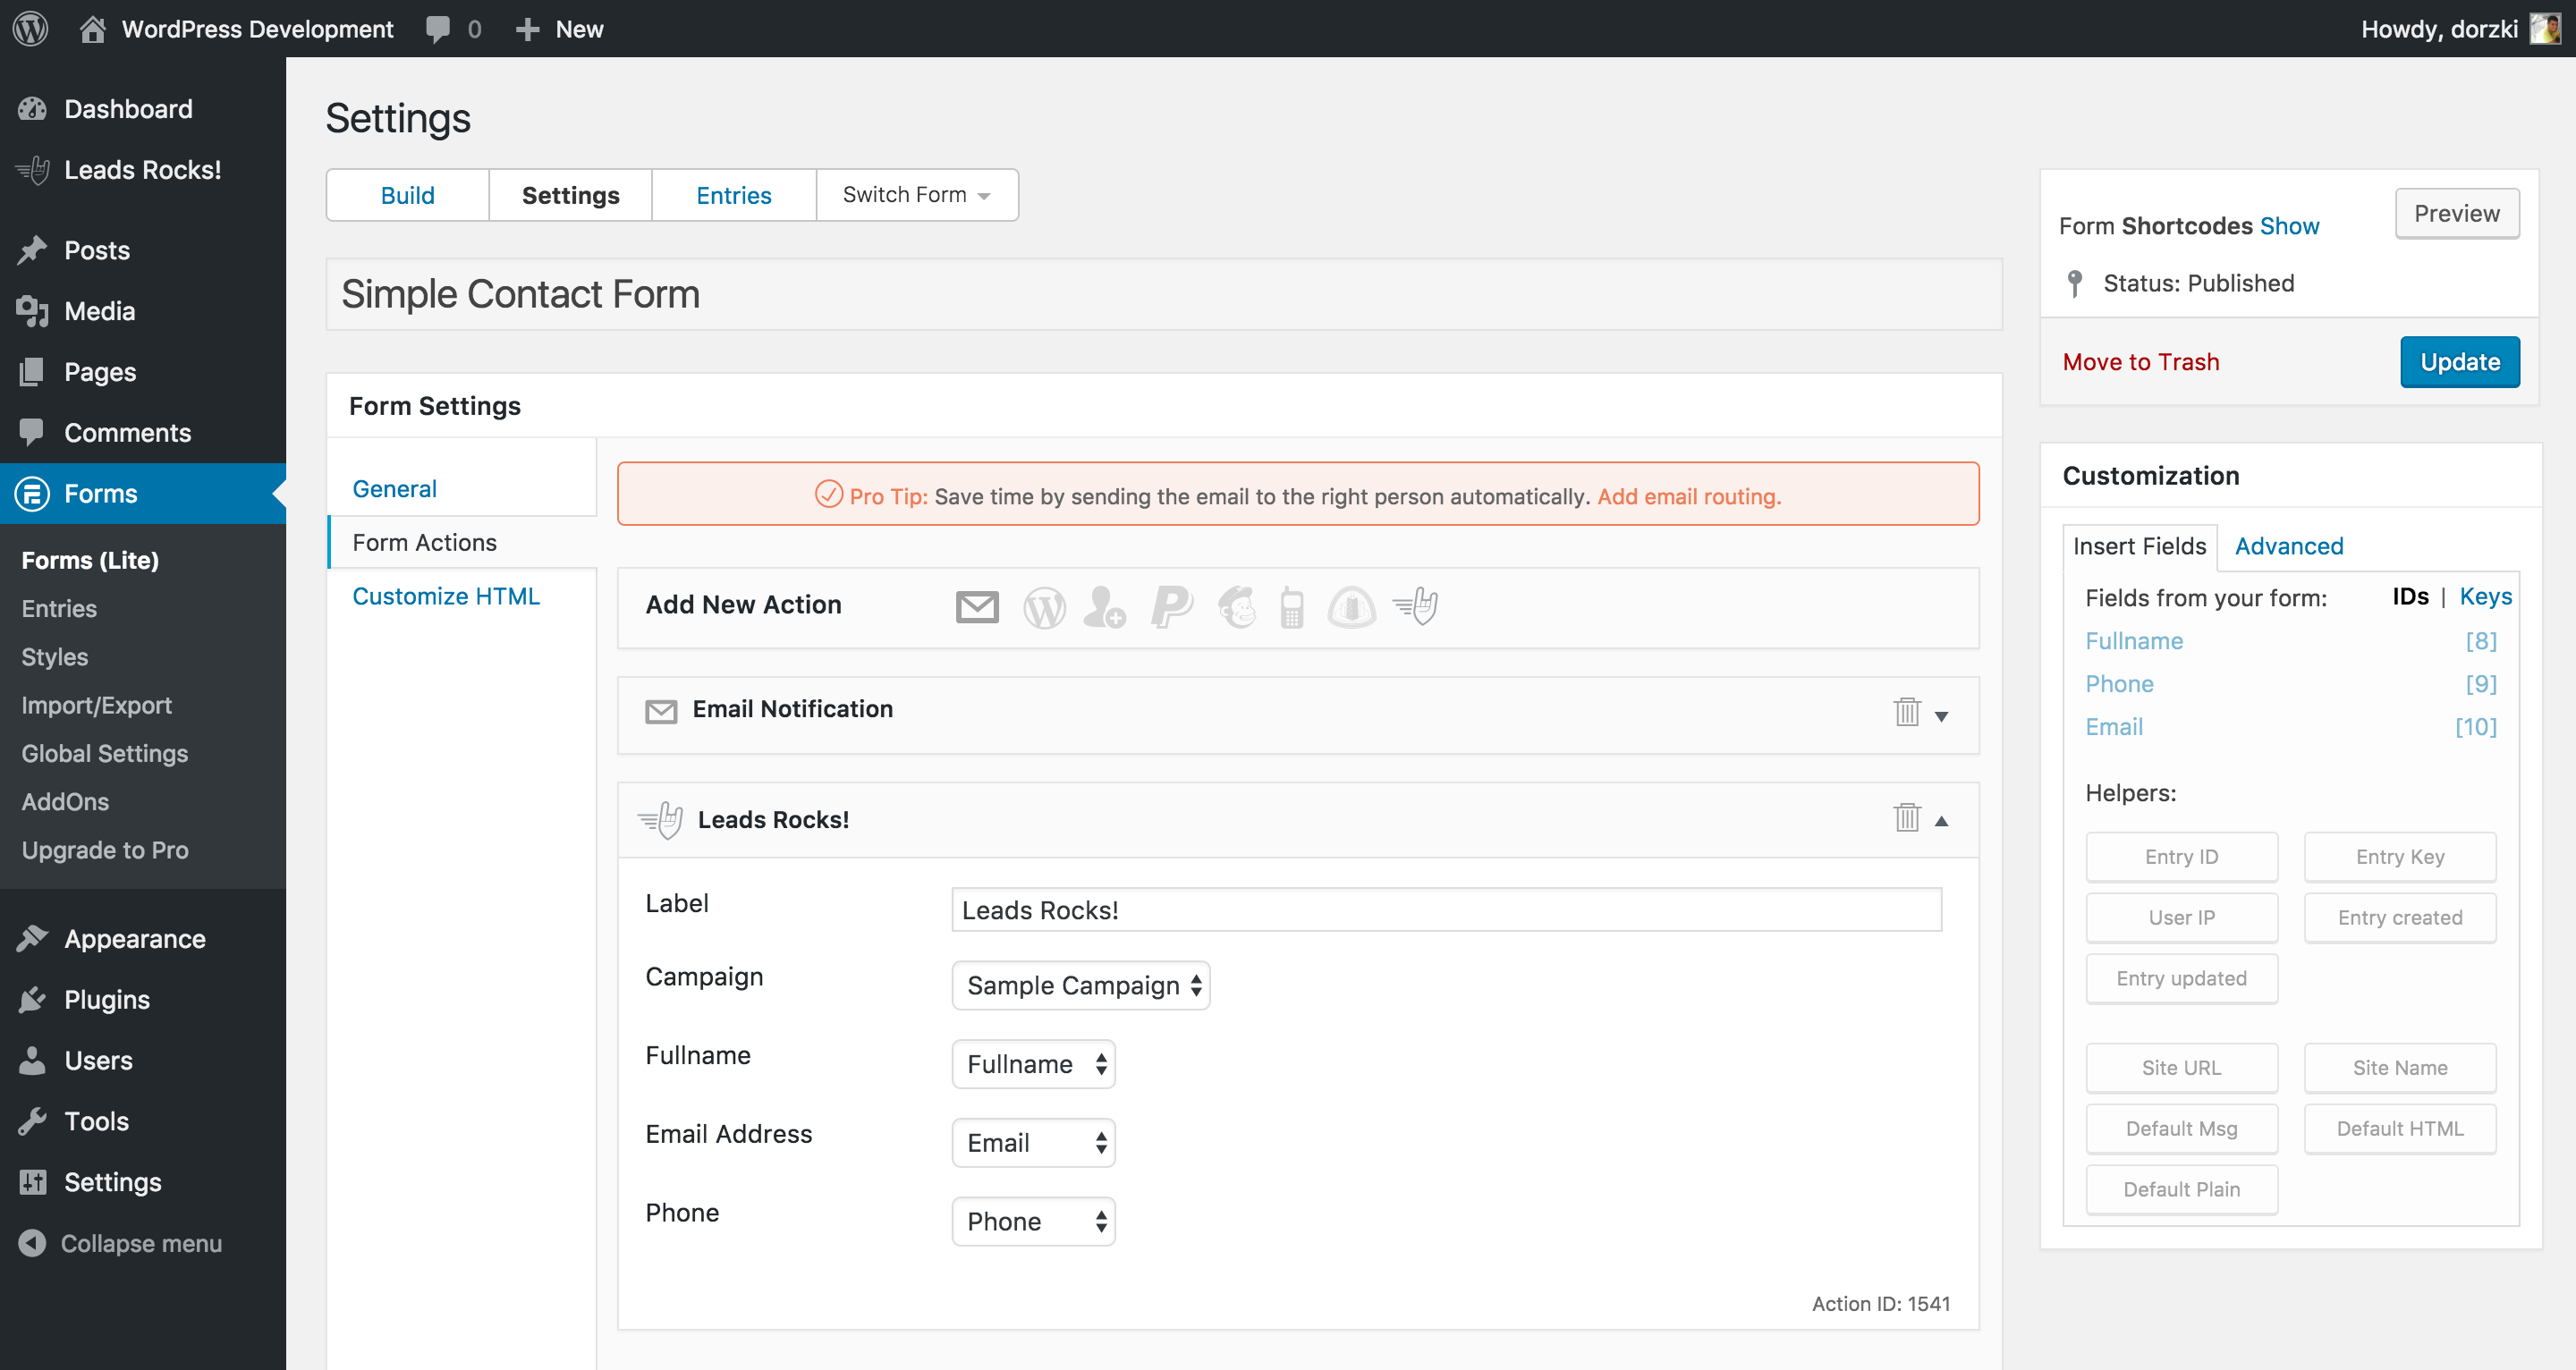 WordPress Development 0 New Howdy, dorzki
Dashboard
Leads Rocks!
Posts
Media
Pages
Comments
Forms
Forms (Lite)
Entries
Styles
Import/Export
Global Settings
AddOns
Upgrade to Pro
Appearance
Plugins
Users
Tools
Settings
Collapse menu
Settings
Build Settings Entries Switch Form
Simple Contact Form
Form Settings
General
Form Actions
Customize HTML
Pro Tip: Save time by sending the email to the right person automatically. Add email routing.
Add New Action
Email Notification
Leads Rocks!
Label Leads Rocks!
Campaign Sample Campaign
Fullname Fullname
Email Address Email
Phone Phone
Action ID: 1541
Form Shortcodes Show Preview
Status: Published
Move to Trash Update
Customization
Insert Fields Advanced
Fields from your form: IDs | Keys
Fullname [8]
Phone [9]
Email [10]
Helpers:
Entry ID Entry Key
User IP Entry created
Entry updated
Site URL Site Name
Default Msg Default HTML
Default Plain